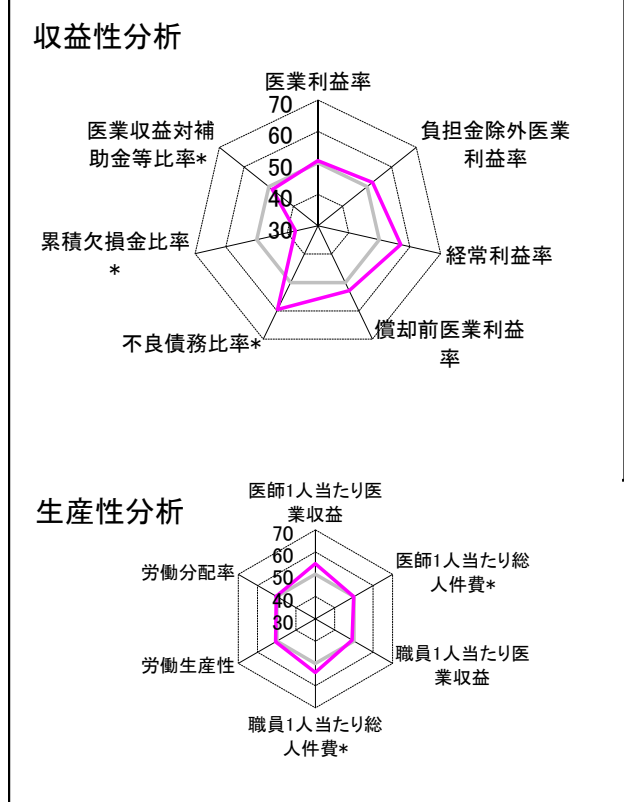 収益性分析
医業利益率
負担金除外医業
利益率
経常利益率
償却前医業利益
率
不良債務比率*
累積欠損金比率
*
医業収益対補
助金等比率*
70
60
50
40
30
生産性分析
医師1人当たり医
業収益
医師1人当たり総
人件費*
職員1人当たり医
業収益
職員1人当たり総
人件費*
労働生産性
労働分配率
70
60
50
40
30